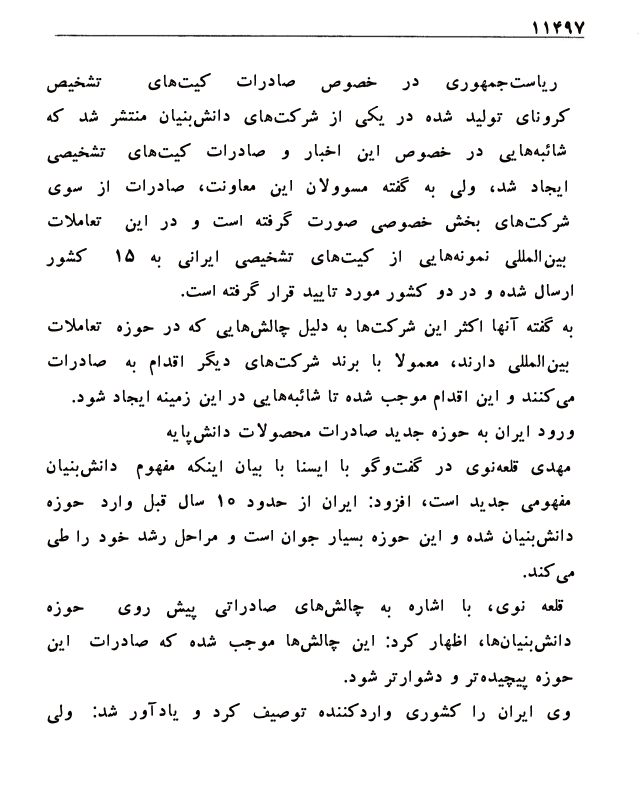 ۱۱۴۹۷
ریاست‌جمهوری در خصوص صادرات کیت‌های تشخیص
کرونای تولید شده در یکی از شرکت‌های دانش‌بنیان منتشر شد که
شائبه‌هایی در خصوص این اخبار و صادرات کیت‌های تشخیصی
ایجاد شد، ولی به گفته مسوولان این معاونت، صادرات از سوی
شرکت‌های بخش خصوصی صورت گرفته است و در این تعاملات
بین‌المللی نمونه‌هایی از کیت‌های تشخیصی ایرانی به ۱۵ کشور
ارسال شده و در دو کشور مورد تایید قرار گرفته است.
به گفته آنها اکثر این شرکت‌ها به دلیل چالش‌هایی که در حوزه تعاملات
بین‌المللی دارند، معمولا با برند شرکت‌های دیگر اقدام به صادرات
می‌کنند و این اقدام موجب شده تا شائبه‌هایی در این زمینه ایجاد شود.
ورود ایران به حوزه جدید صادرات محصولات دانش‌پایه
مهدی قلعه‌نوی در گفت‌وگو با ایسنا با بیان اینکه مفهوم دانش‌بنیان
مفهومی جدید است، افزود: ایران از حدود ۱۰ سال قبل وارد حوزه
دانش‌بنیان شده و این حوزه بسیار جوان است و مراحل رشد خود را طی
می‌کند.
قلعه نوی، با اشاره به چالش‌های صادراتی پیش روی حوزه
دانش‌بنیان‌ها، اظهار کرد: این چالش‌ها موجب شده که صادرات این
حوزه پیچیده‌تر و دشوارتر شود.
وی ایران را کشوری واردکننده توصیف کرد و یادآور شد: ولی